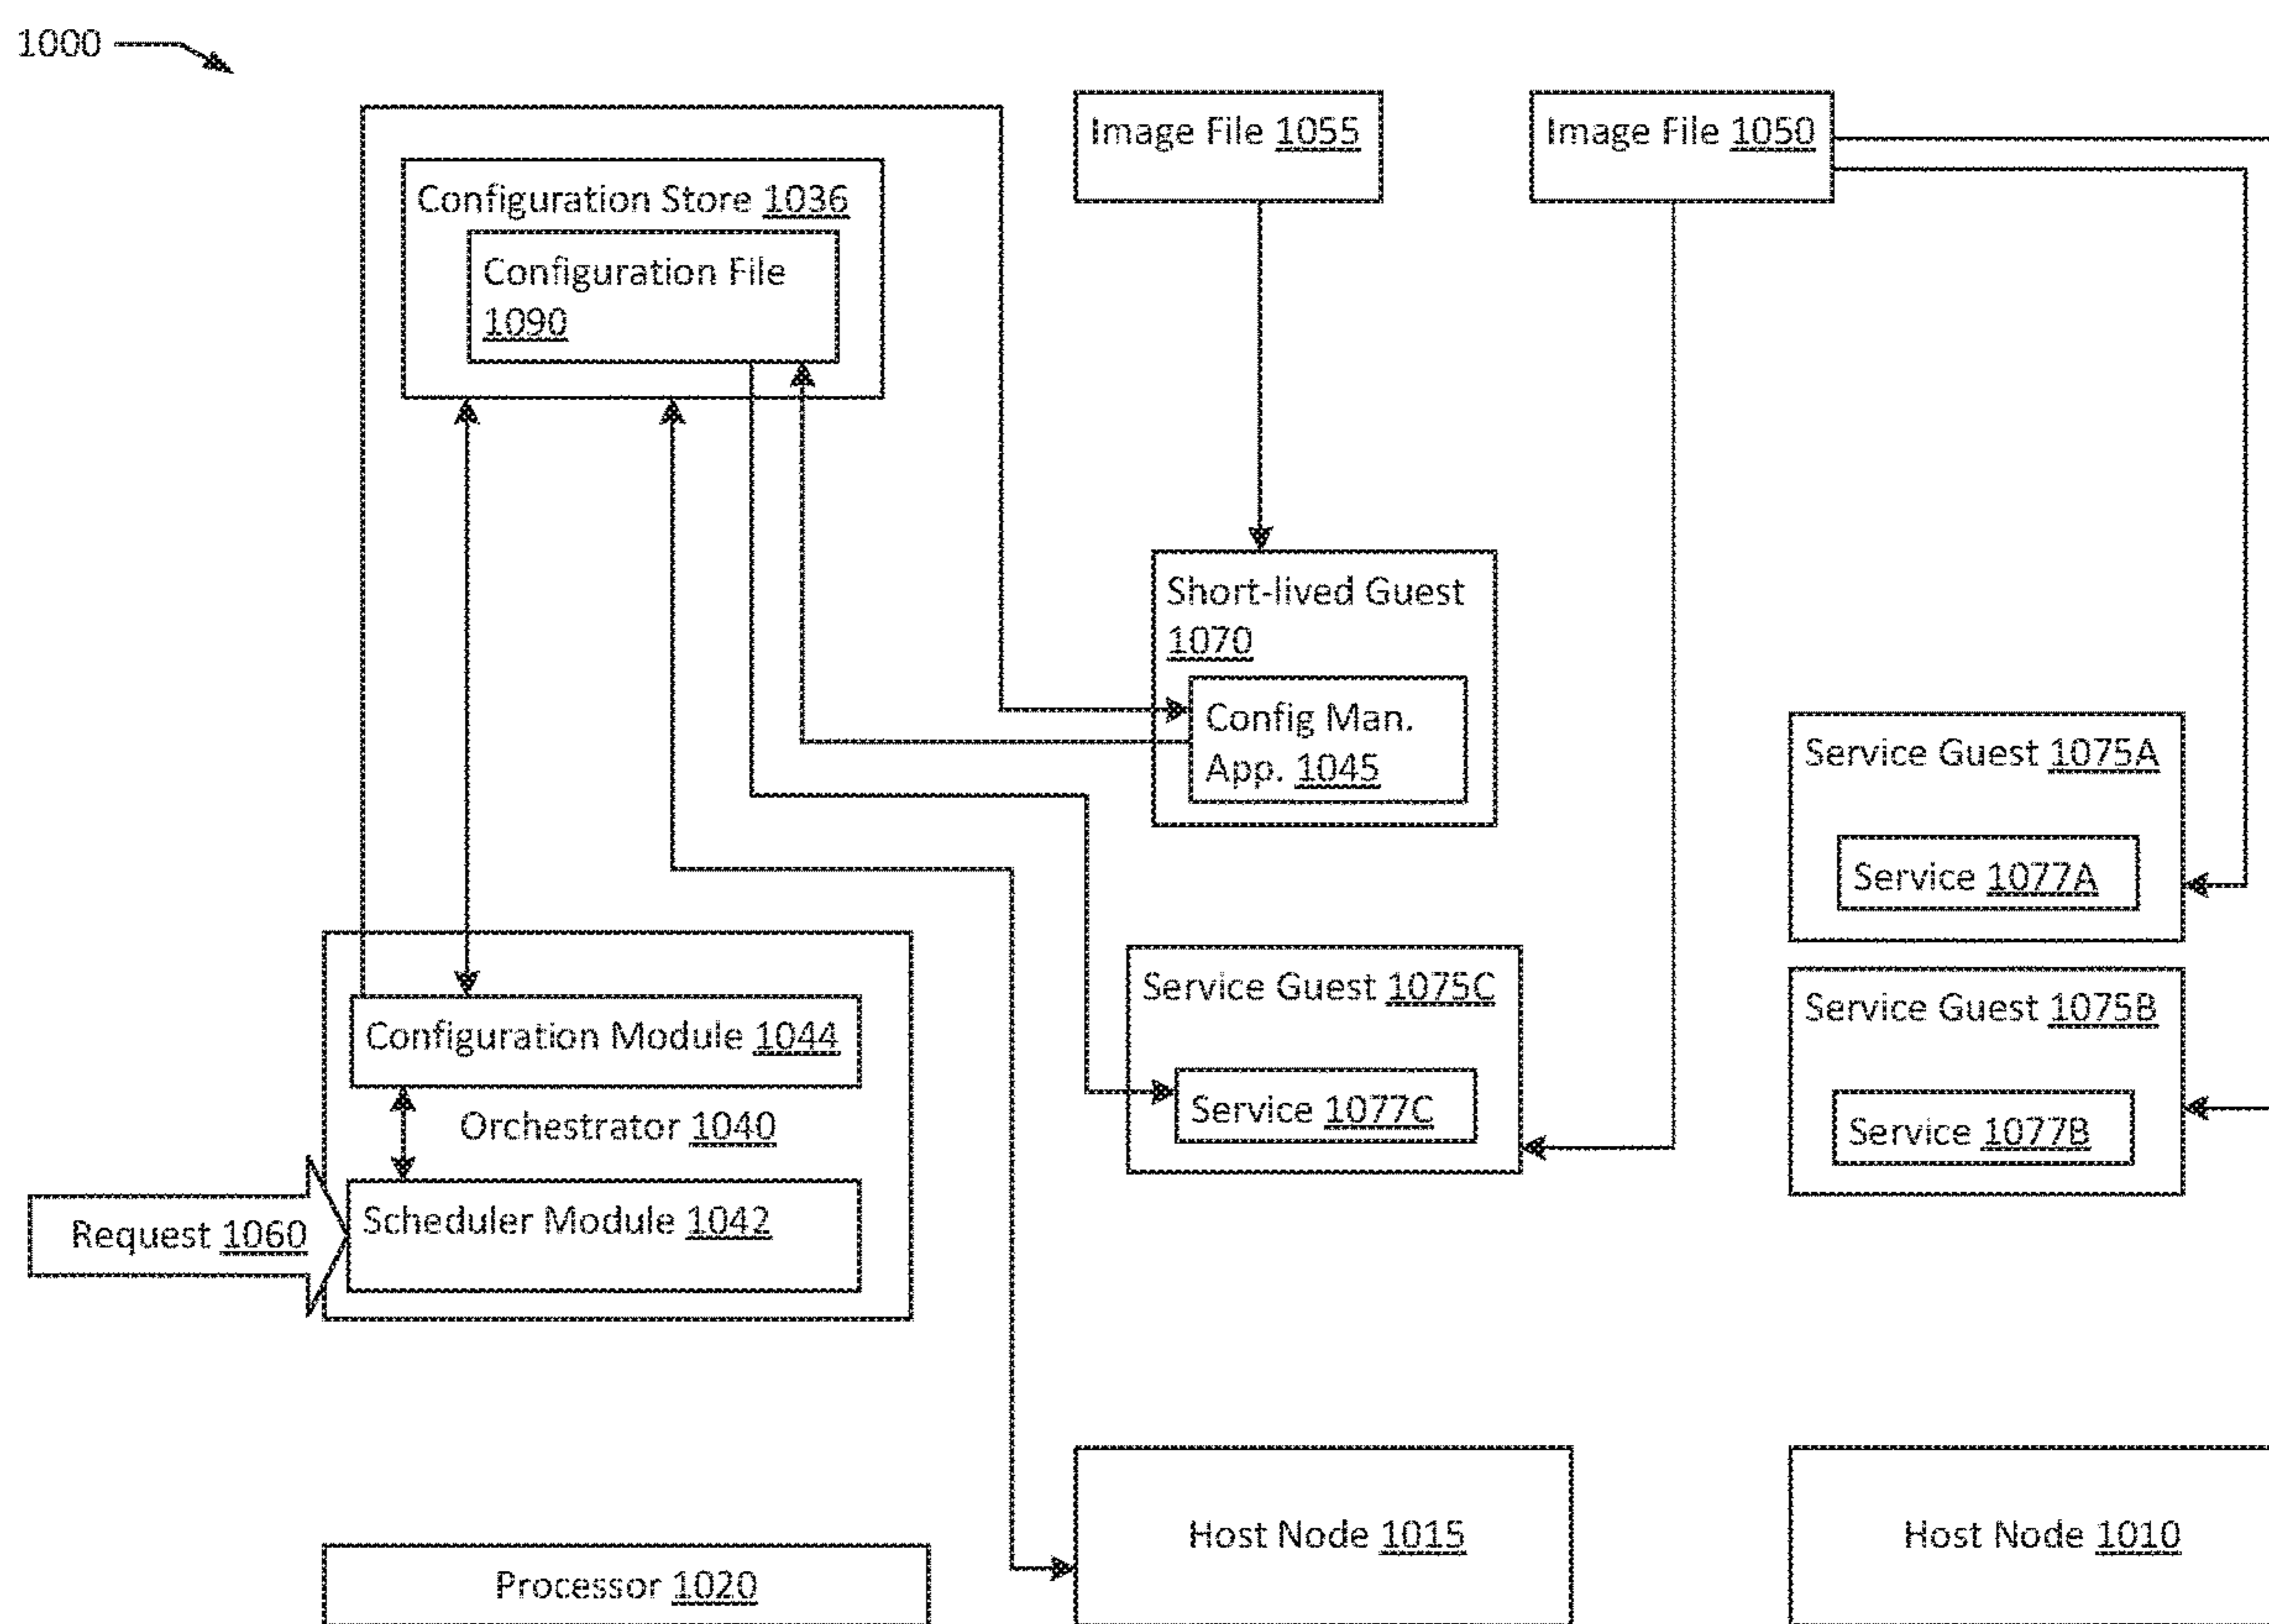 1000
Image File 1055
Image File 1050
Configuration Store 1036
Configuration File
1090
Short-lived Guest
1070
Config Man.
App. 1045
Service Guest 1075A
Service 1077A
Service Guest 1075C
Service 1077C
Service Guest 1075B
Service 1077B
Configuration Module 1044
Orchestrator 1040
Scheduler Module 1042
Request 1060
Host Node 1015
Host Node 1010
Processor 1020